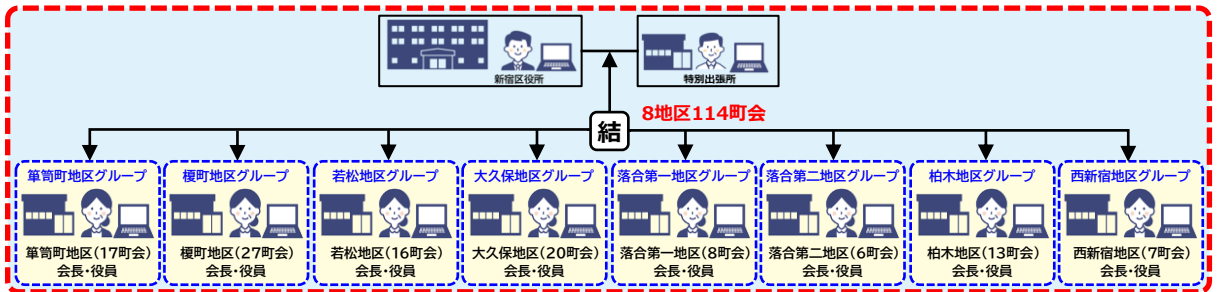 新宿区役所
特別出張所
8地区114町会
結
箪笥町地区グループ
榎町地区グループ
若松地区グループ
大久保地区グループ
落合第一地区グループ
落合第二地区グループ
柏木地区グループ
西新宿地区グループ
箪笥町地区(17町会)
会長・役員
榎町地区(27町会)
会長・役員
若松地区(16町会)
会長・役員
大久保地区(20町会)
会長・役員
落合第一地区(8町会)
会長・役員
落合第二地区(6町会)
会長・役員
柏木地区(13町会)
会長・役員
西新宿地区(7町会)
会長・役員